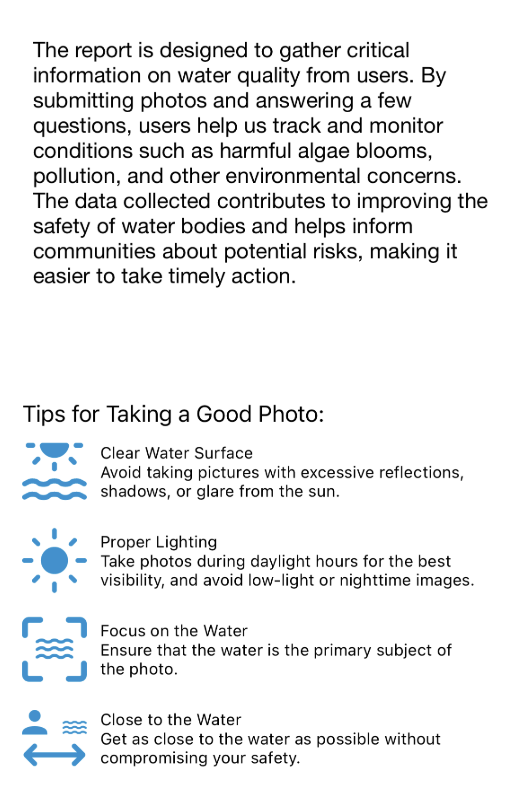 The report is designed to gather critical
information on water quality from users. By
submitting photos and answering a few
questions, users help us track and monitor
conditions such as harmful algae blooms,
pollution, and other environmental concerns.
The data collected contributes to improving the
safety of water bodies and helps inform
communities about potential risks, making it
easier to take timely action.
Tips for Taking a Good Photo:
Clear Water Surface
Avoid taking pictures with excessive reflections,
shadows, or glare from the sun.
Proper Lighting
Take photos during daylight hours for the best
visibility, and avoid low-light or nighttime images.
Focus on the Water
Ensure that the water is the primary subject of
the photo.
Close to the Water
Get as close to the water as possible without
compromising your safety.